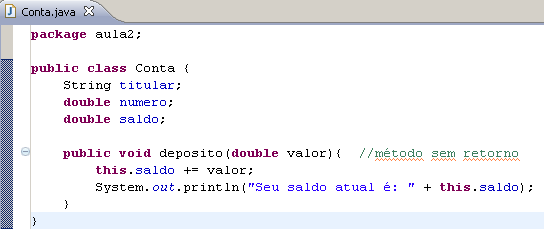 Conta.java
package aula2;
public class Conta {
String titular;
double numero;
double saldo;
public void deposito(double valor){ //método sem retorno
this.saldo += valor;
System.out.println("Seu saldo atual é: " + this.saldo);
}
}